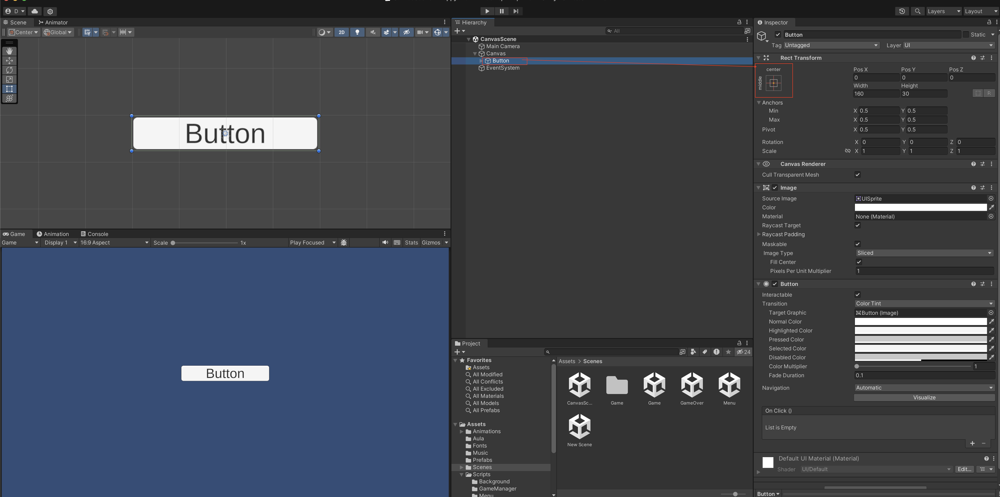 D
Layers
Layout
Scene
Animator
Center
Global
2D
Button
Game
Animation
Console
Game
Display 1
16:9 Aspect
Scale
1x
Play Focused
Stats
Gizmos
Button
Hierarchy
All
CanvasScene
Main Camera
Canvas
Button
EventSystem
Project
24
Favorites
Assets
All Modified
All Conflicts
All Excluded
All Materials
All Models
All Prefabs
Assets
Animations
Aula
Fonts
Music
Prefabs
Scenes
Scripts
Background
GameManager
Menu
Assets > Scenes
CanvasSc...
Game
Game
GameOver
Menu
New Scene
Inspector
Button
Static
Tag Untagged
Layer UI
Rect Transform
center
middle
Pos X Pos Y Pos Z
0 0 0
Width Height
160 30
R
Anchors
Min X 0.5 Y 0.5
Max X 0.5 Y 0.5
Pivot X 0.5 Y 0.5
Rotation X 0 Y 0 Z 0
Scale X 1 Y 1 Z 1
Canvas Renderer
Cull Transparent Mesh
Image
Source Image UISprite
Color
Material None (Material)
Raycast Target
Raycast Padding
Maskable
Image Type Sliced
Fill Center
Pixels Per Unit Multiplier 1
Button
Interactable
Transition Color Tint
Target Graphic Button (Image)
Normal Color
Highlighted Color
Pressed Color
Selected Color
Disabled Color
Color Multiplier 1
Fade Duration 0.1
Navigation Automatic
Visualize
On Click ()
List is Empty
+ −
Default UI Material (Material)
Shader UI/Default Edit...
Button